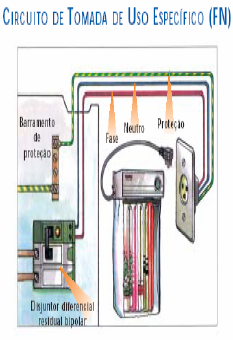 CIRCUITO DE TOMADA DE USO ESPECÍFICO (FN)
Barramento
de
proteção
Fase
Neutro
Proteção
Disjuntor diferencial
residual bipolar